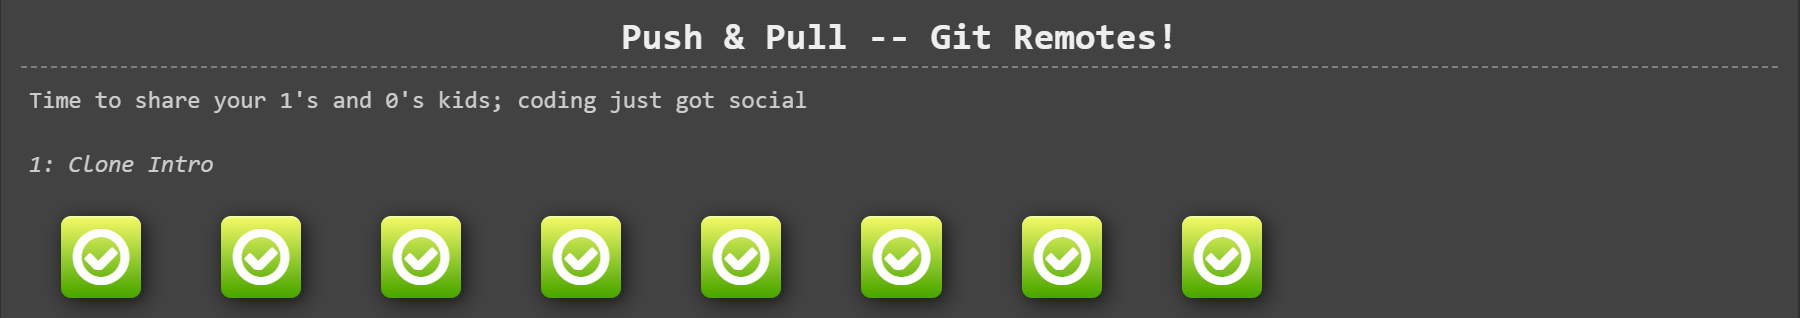 Push & Pull -- Git Remotes!
Time to share your 1's and 0's kids; coding just got social
1: Clone Intro